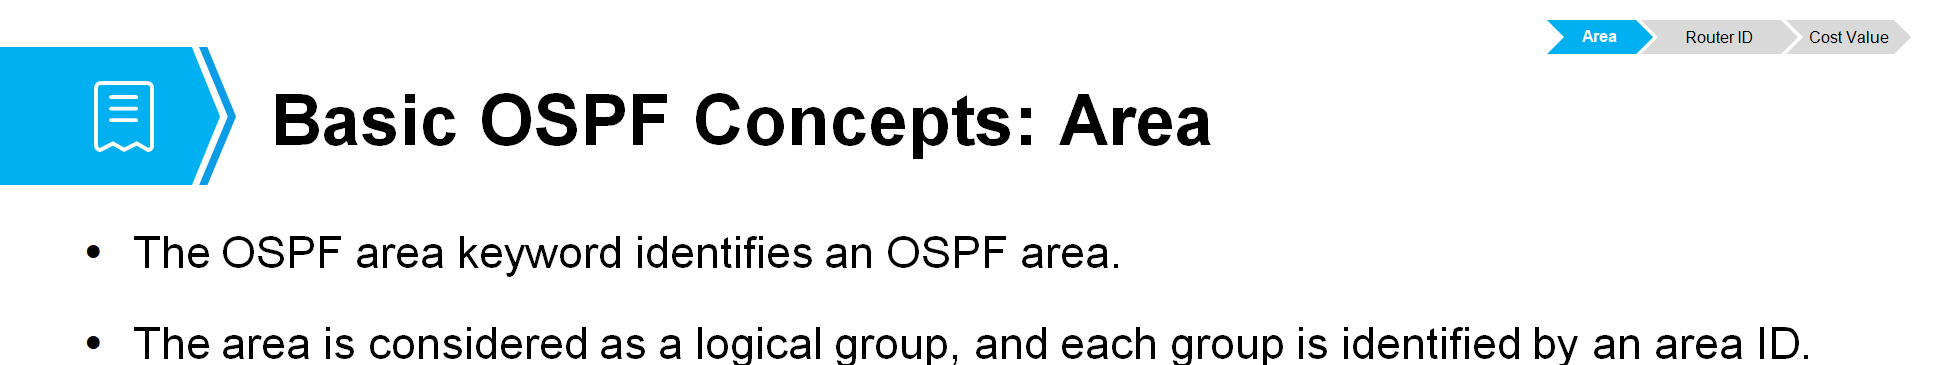 Area Router ID Cost Value
Basic OSPF Concepts: Area
• The OSPF area keyword identifies an OSPF area.
• The area is considered as a logical group, and each group is identified by an area ID.